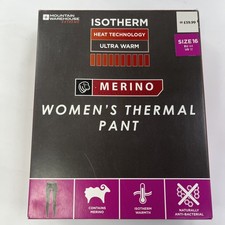 MOUNTAIN
WAREHOUSE
ISOTHERM
HEAT TECHNOLOGY
ULTRA WARM
SIZE 16
MERINO
WOMEN'S THERMAL
PANT
CONTAINS
MERINO
ISOTHERM
WARMTH
NATURALLY
ANTI-BACTERIAL